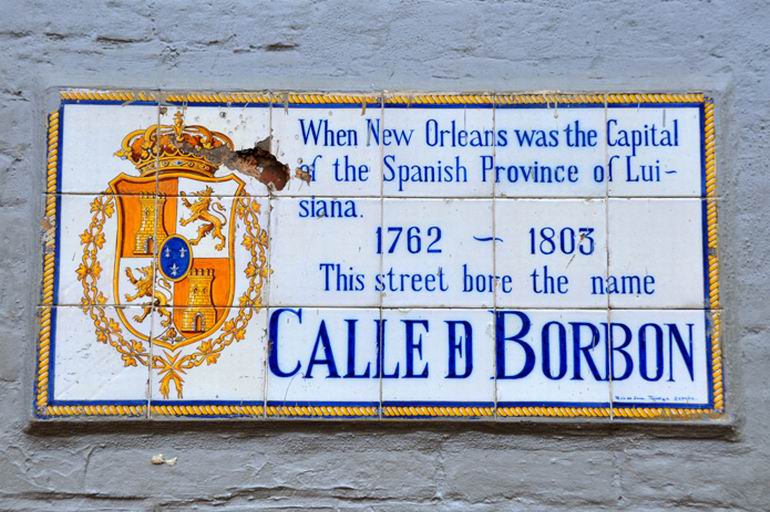 When New Orleans was the Capital
of the Spanish Province of Lui-
siana.
1762 ~ 1803
This street bore the name
CALLE D BORBON